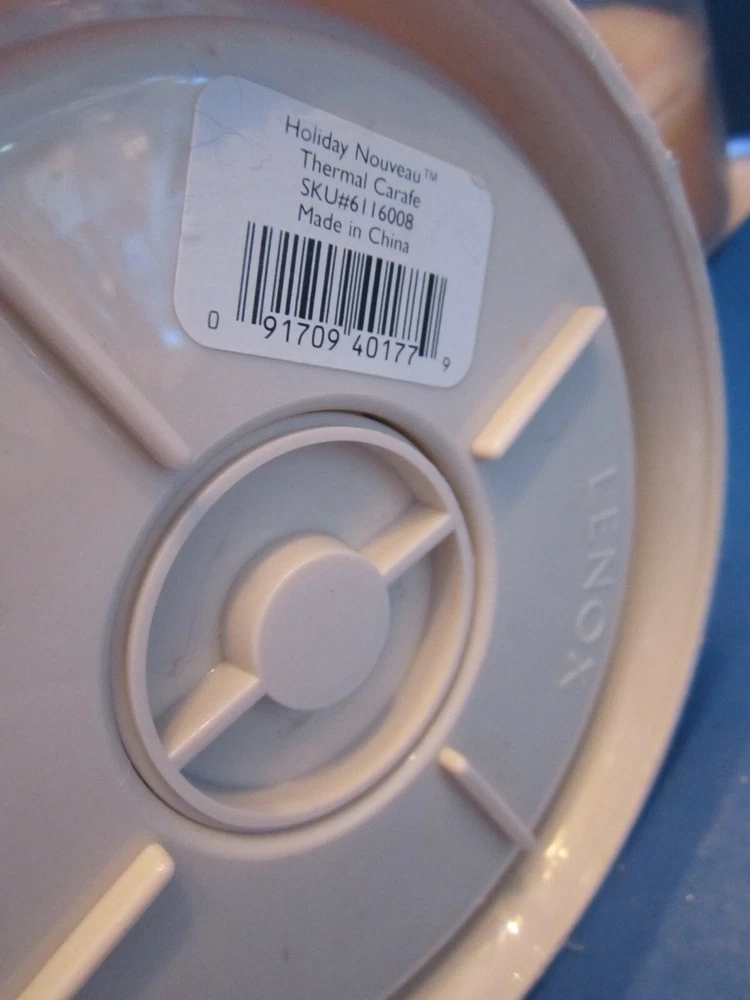 Holiday Nouveau™
Thermal Carafe
SKU#6116008
Made in China
0 91709 40177 9
LENOX